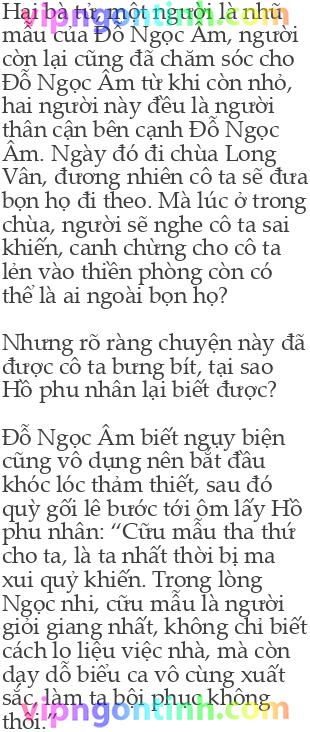 vipngontinh.com
Hai bà tử, một người là nhũ
mẫu của Đỗ Ngọc Âm, người
còn lại cũng đã chăm sóc cho
Đỗ Ngọc Âm từ khi còn nhỏ,
hai người này đều là người
thân cận bên cạnh Đỗ Ngọc
Âm. Ngày đó đi chùa Long
Vân, đương nhiên cô ta sẽ đưa
bọn họ đi theo. Mà lúc ở trong
chùa, người sẽ nghe cô ta sai
khiến, canh chừng cho cô ta
lẻn vào thiền phòng còn có
thể là ai ngoài bọn họ?
Nhưng rõ ràng chuyện này đã
được cô ta bưng bít, tại sao
Hồ phu nhân lại biết được?
Đỗ Ngọc Âm biết ngụy biện
cũng vô dụng nên bắt đầu
khóc lóc thảm thiết, sau đó
quỳ gối lê bước tới ôm lấy Hồ
phu nhân: “Cữu mẫu tha thứ
cho ta, là ta nhất thời bị ma
xui quỷ khiến. Trong lòng
Ngọc nhi, cữu mẫu là người
giỏi giang nhất, không chỉ biết
cách lo liệu việc nhà, mà còn
dạy dỗ biểu ca vô cùng xuất
sắc, làm ta bội phục không
thôi.”
vipngontinh.com